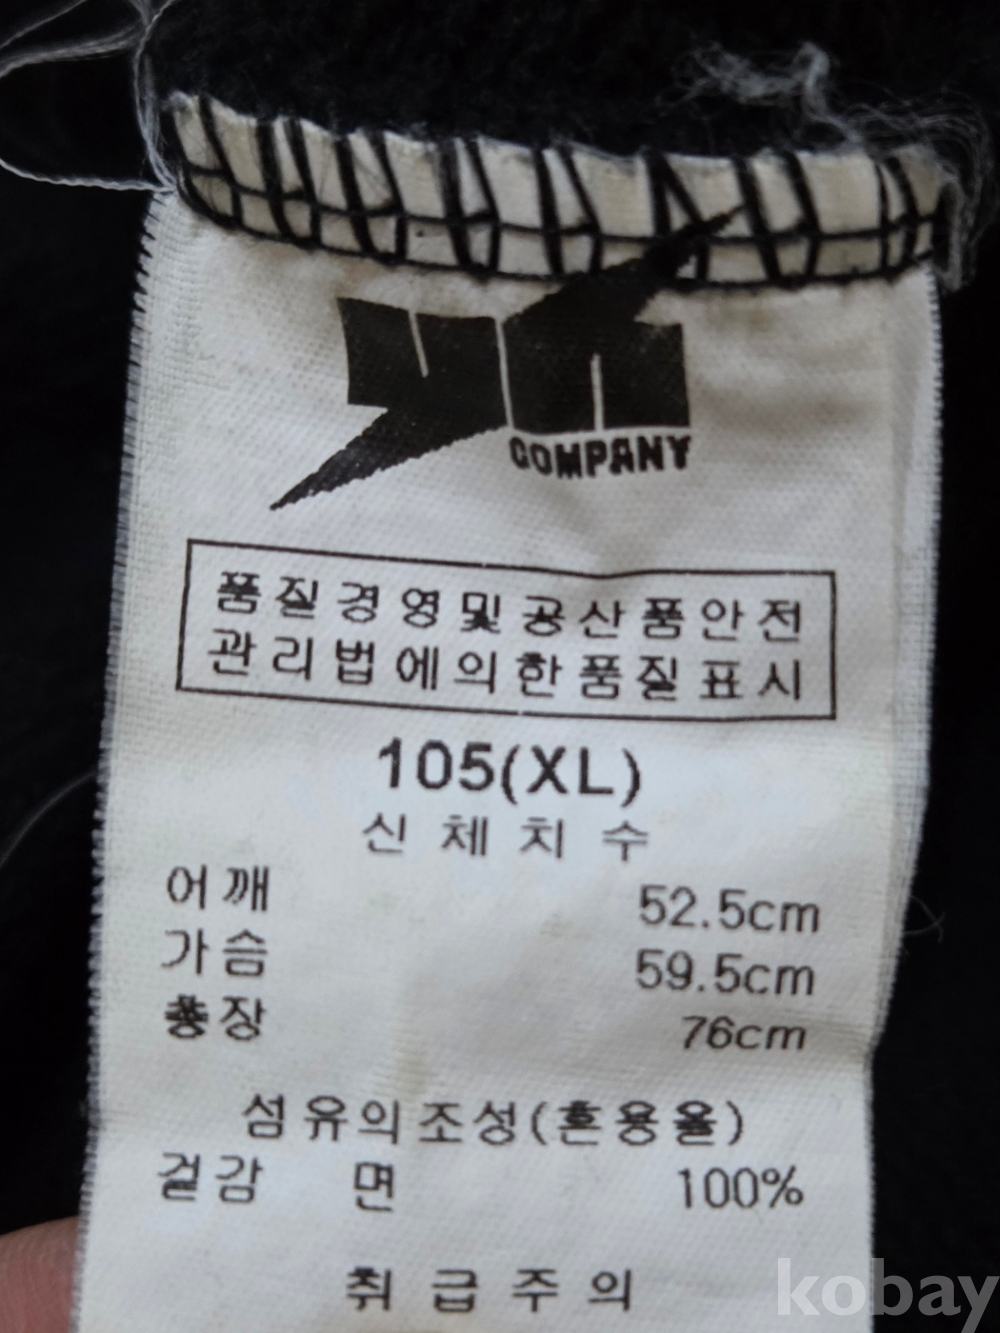 yn
COMPANY
품질경영및공산품안전
관리법에의한품질표시
105(XL)
신체치수
어깨 52.5cm
가슴 59.5cm
총장 76cm
섬유의조성(혼용율)
겉감 면 100%
취급주의
kobay